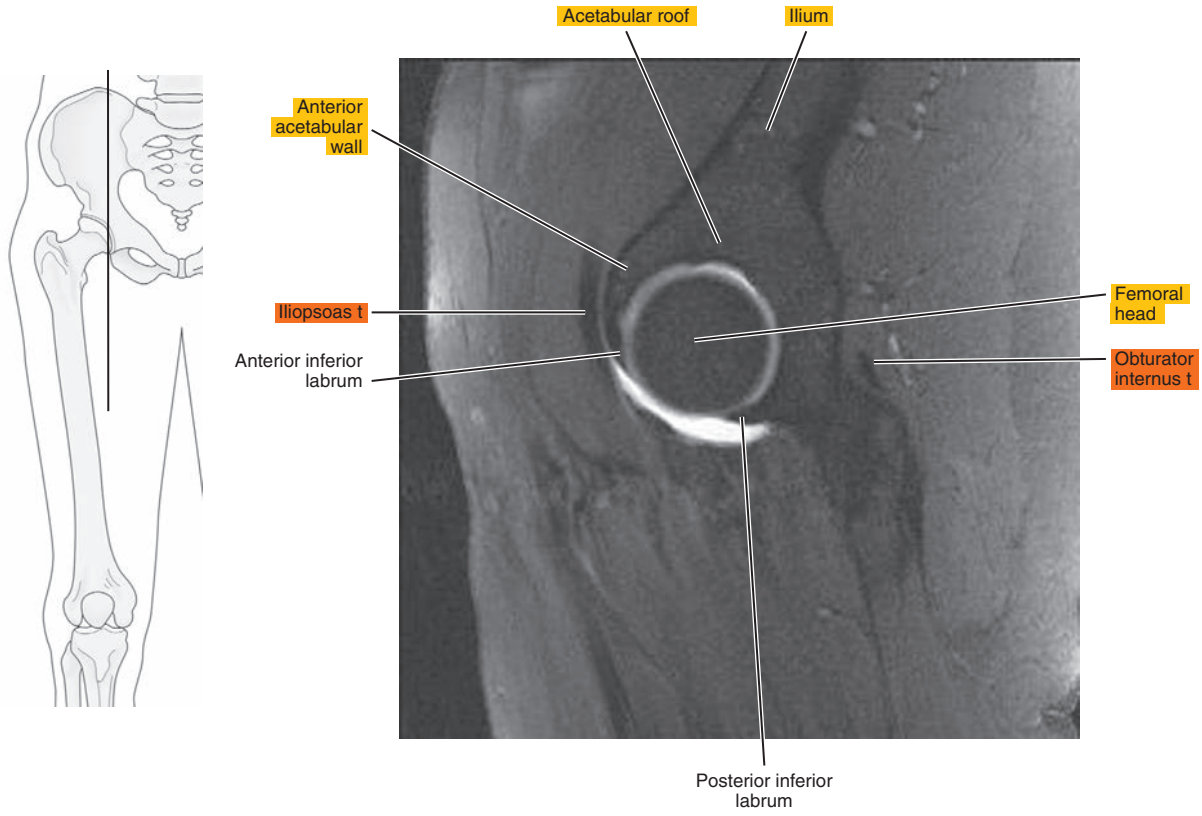 Acetabular roof
Ilium
Anterior
acetabular
wall
Iliopsoas t
Anterior inferior
labrum
Femoral
head
Obturator
internus t
Posterior inferior
labrum